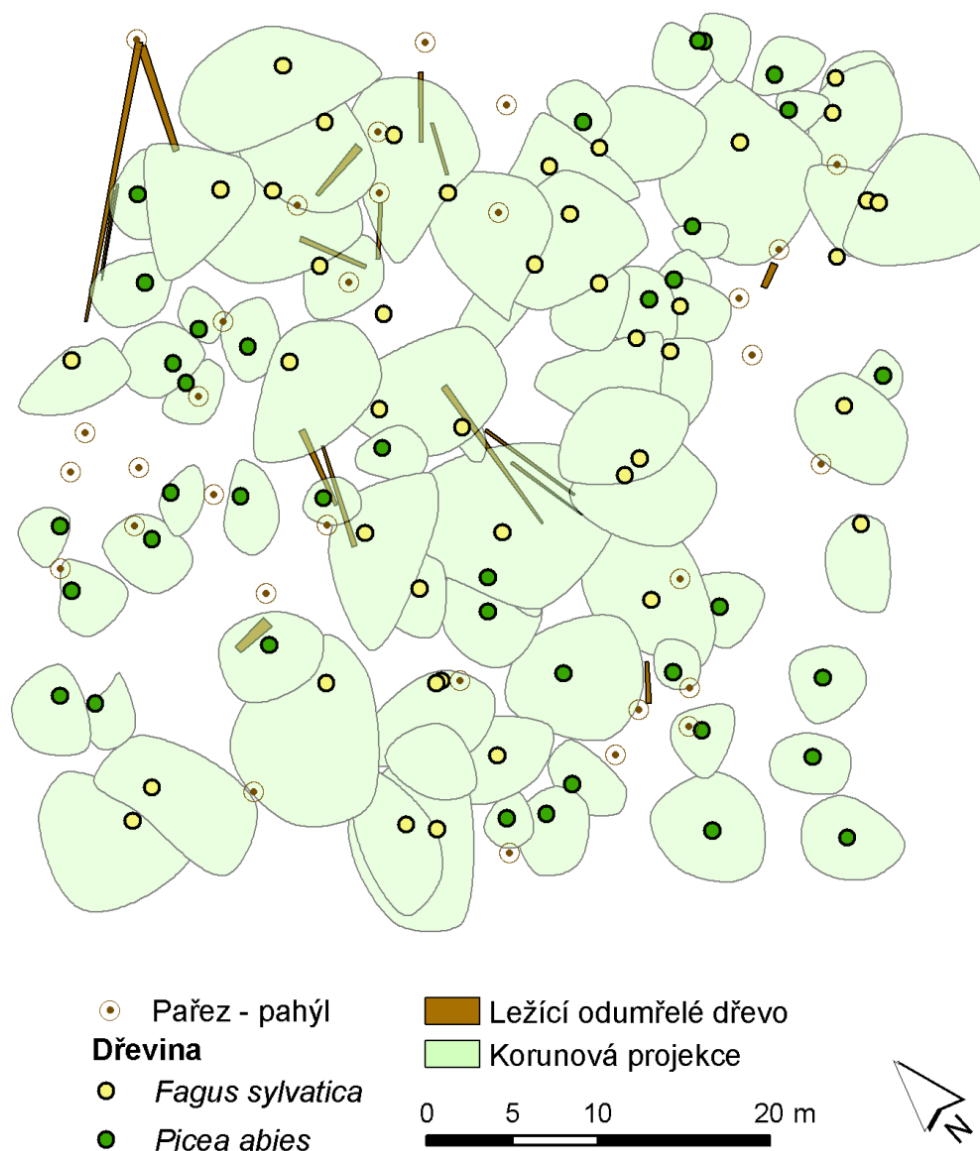 Pařez - pahýl
Dřevina
Fagus sylvatica
Picea abies
Ležící odumřelé dřevo
Korunová projekce
0 5 10 20 m
N